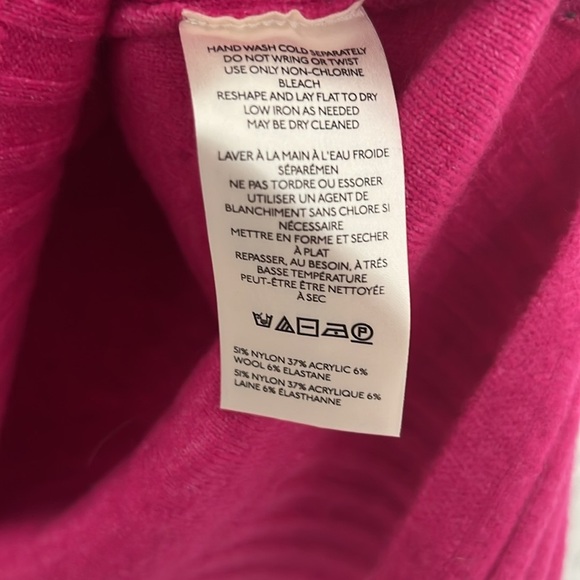 HAND WASH COLD SEPARATELY
DO NOT WRING OR TWIST
USE ONLY NON-CHLORINE
BLEACH
RESHAPE AND LAY FLAT TO DRY
LOW IRON AS NEEDED
MAY BE DRY CLEANED
LAVER À LA MAIN À L'EAU FROIDE
SÉPARÉMEN
NE PAS TORDRE OU ESSORER
UTILISER UN AGENT DE
BLANCHIMENT SANS CHLORE SI
NÉCESSAIRE
METTRE EN FORME ET SECHER
À PLAT
REPASSER, AU BESOIN, À TRÉS
BASSE TEMPÉRATURE
PEUT-ÊTRE ÊTRE NETTOYÉE
À SEC
P
51% NYLON 37% ACRYLIC 6%
WOOL 6% ELASTANE
51% NYLON 37% ACRYLIQUE 6%
LAINE 6% ÉLASTHANNE